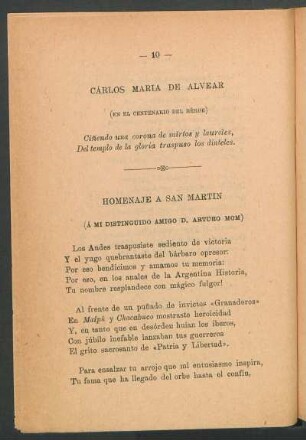 — 10 —
CÁRLOS MARIA DE ALVEAR
(EN EL CENTENARIO DEL HÉROE)
Ciñendo una corona de mirtos y laureles,
Del templo de la gloria traspuso los dinteles.
HOMENAJE A SAN MARTIN
(Á MI DISTINGUIDO AMIGO D. ARTURO MOM)
Los Andes traspusiste sediento de victoria
Y el yugo quebrantaste del bárbaro opresor:
Por eso bendicimos y amamos tu memoria:
Por eso, en los anales de la Argentina Historia,
Tu nombre resplandece con mágico fulgor!
Al frente de un puñado de invictos «Granaderos»
En Maipú y Chacabuco mostraste heroicidad
Y, en tanto que en desórden huian los iberos,
Con júbilo inefable lanzaban tus guerreros
El grito sacrosanto de «Patria y Libertad».
Para ensalzar tu arrojo que mi entusiasmo inspira,
Tu fama que ha llegado del orbe hasta el confin,